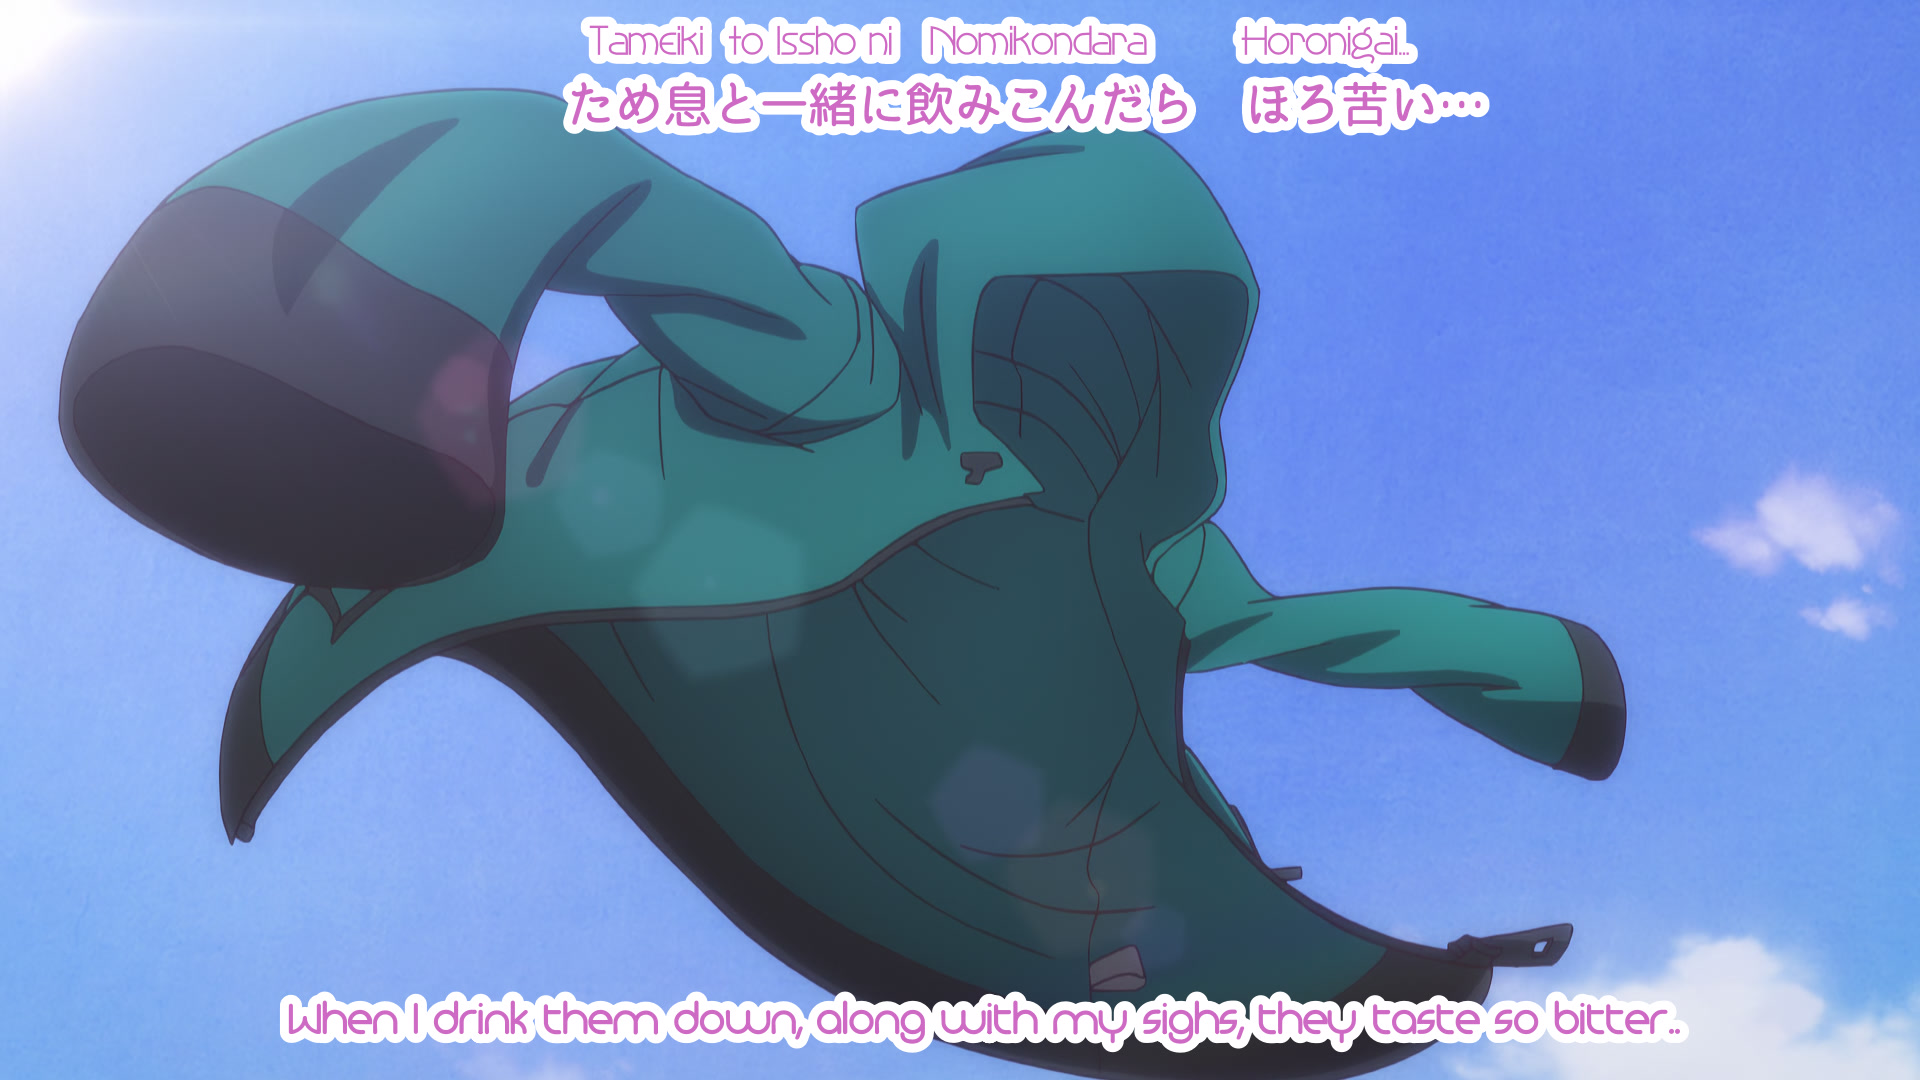 Tameiki to Issho ni Nomikondara Horonigai...
ため息と一緒に飲みこんだら ほろ苦い…
When I drink them down, along with my sighs, they taste so bitter..